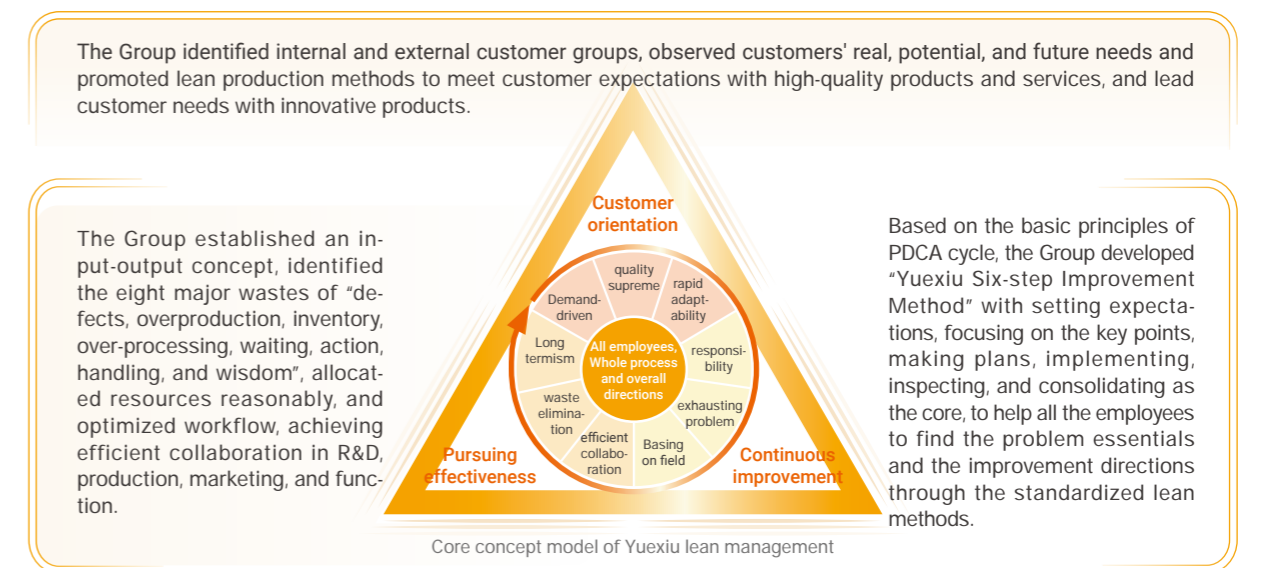 The Group identified internal and external customer groups, observed customers' real, potential, and future needs and
promoted lean production methods to meet customer expectations with high-quality products and services, and lead
customer needs with innovative products.
The Group established an in-
put-output concept, identified
the eight major wastes of "de-
fects, overproduction, inventory,
over-processing, waiting, action,
handling, and wisdom", allocat-
ed resources reasonably, and
optimized workflow, achieving
efficient collaboration in R&D,
production, marketing, and func-
tion.
Customer
orientation
quality
supreme
rapid
adapt-
ability
Demand-
driven
Long
termism
All employees,
Whole process
and overall
directions
responsi-
bility
waste
elimina-
tion
exhausting
problem
efficient
collabo-
ration
Basing
on field
Pursuing
effectiveness
Continuous
improvement
Based on the basic principles of
PDCA cycle, the Group developed
"Yuexiu Six-step Improvement
Method" with setting expecta-
tions, focusing on the key points,
making plans, implementing,
inspecting, and consolidating as
the core, to help all the employees
to find the problem essentials
and the improvement directions
through the standardized lean
methods.
Core concept model of Yuexiu lean management